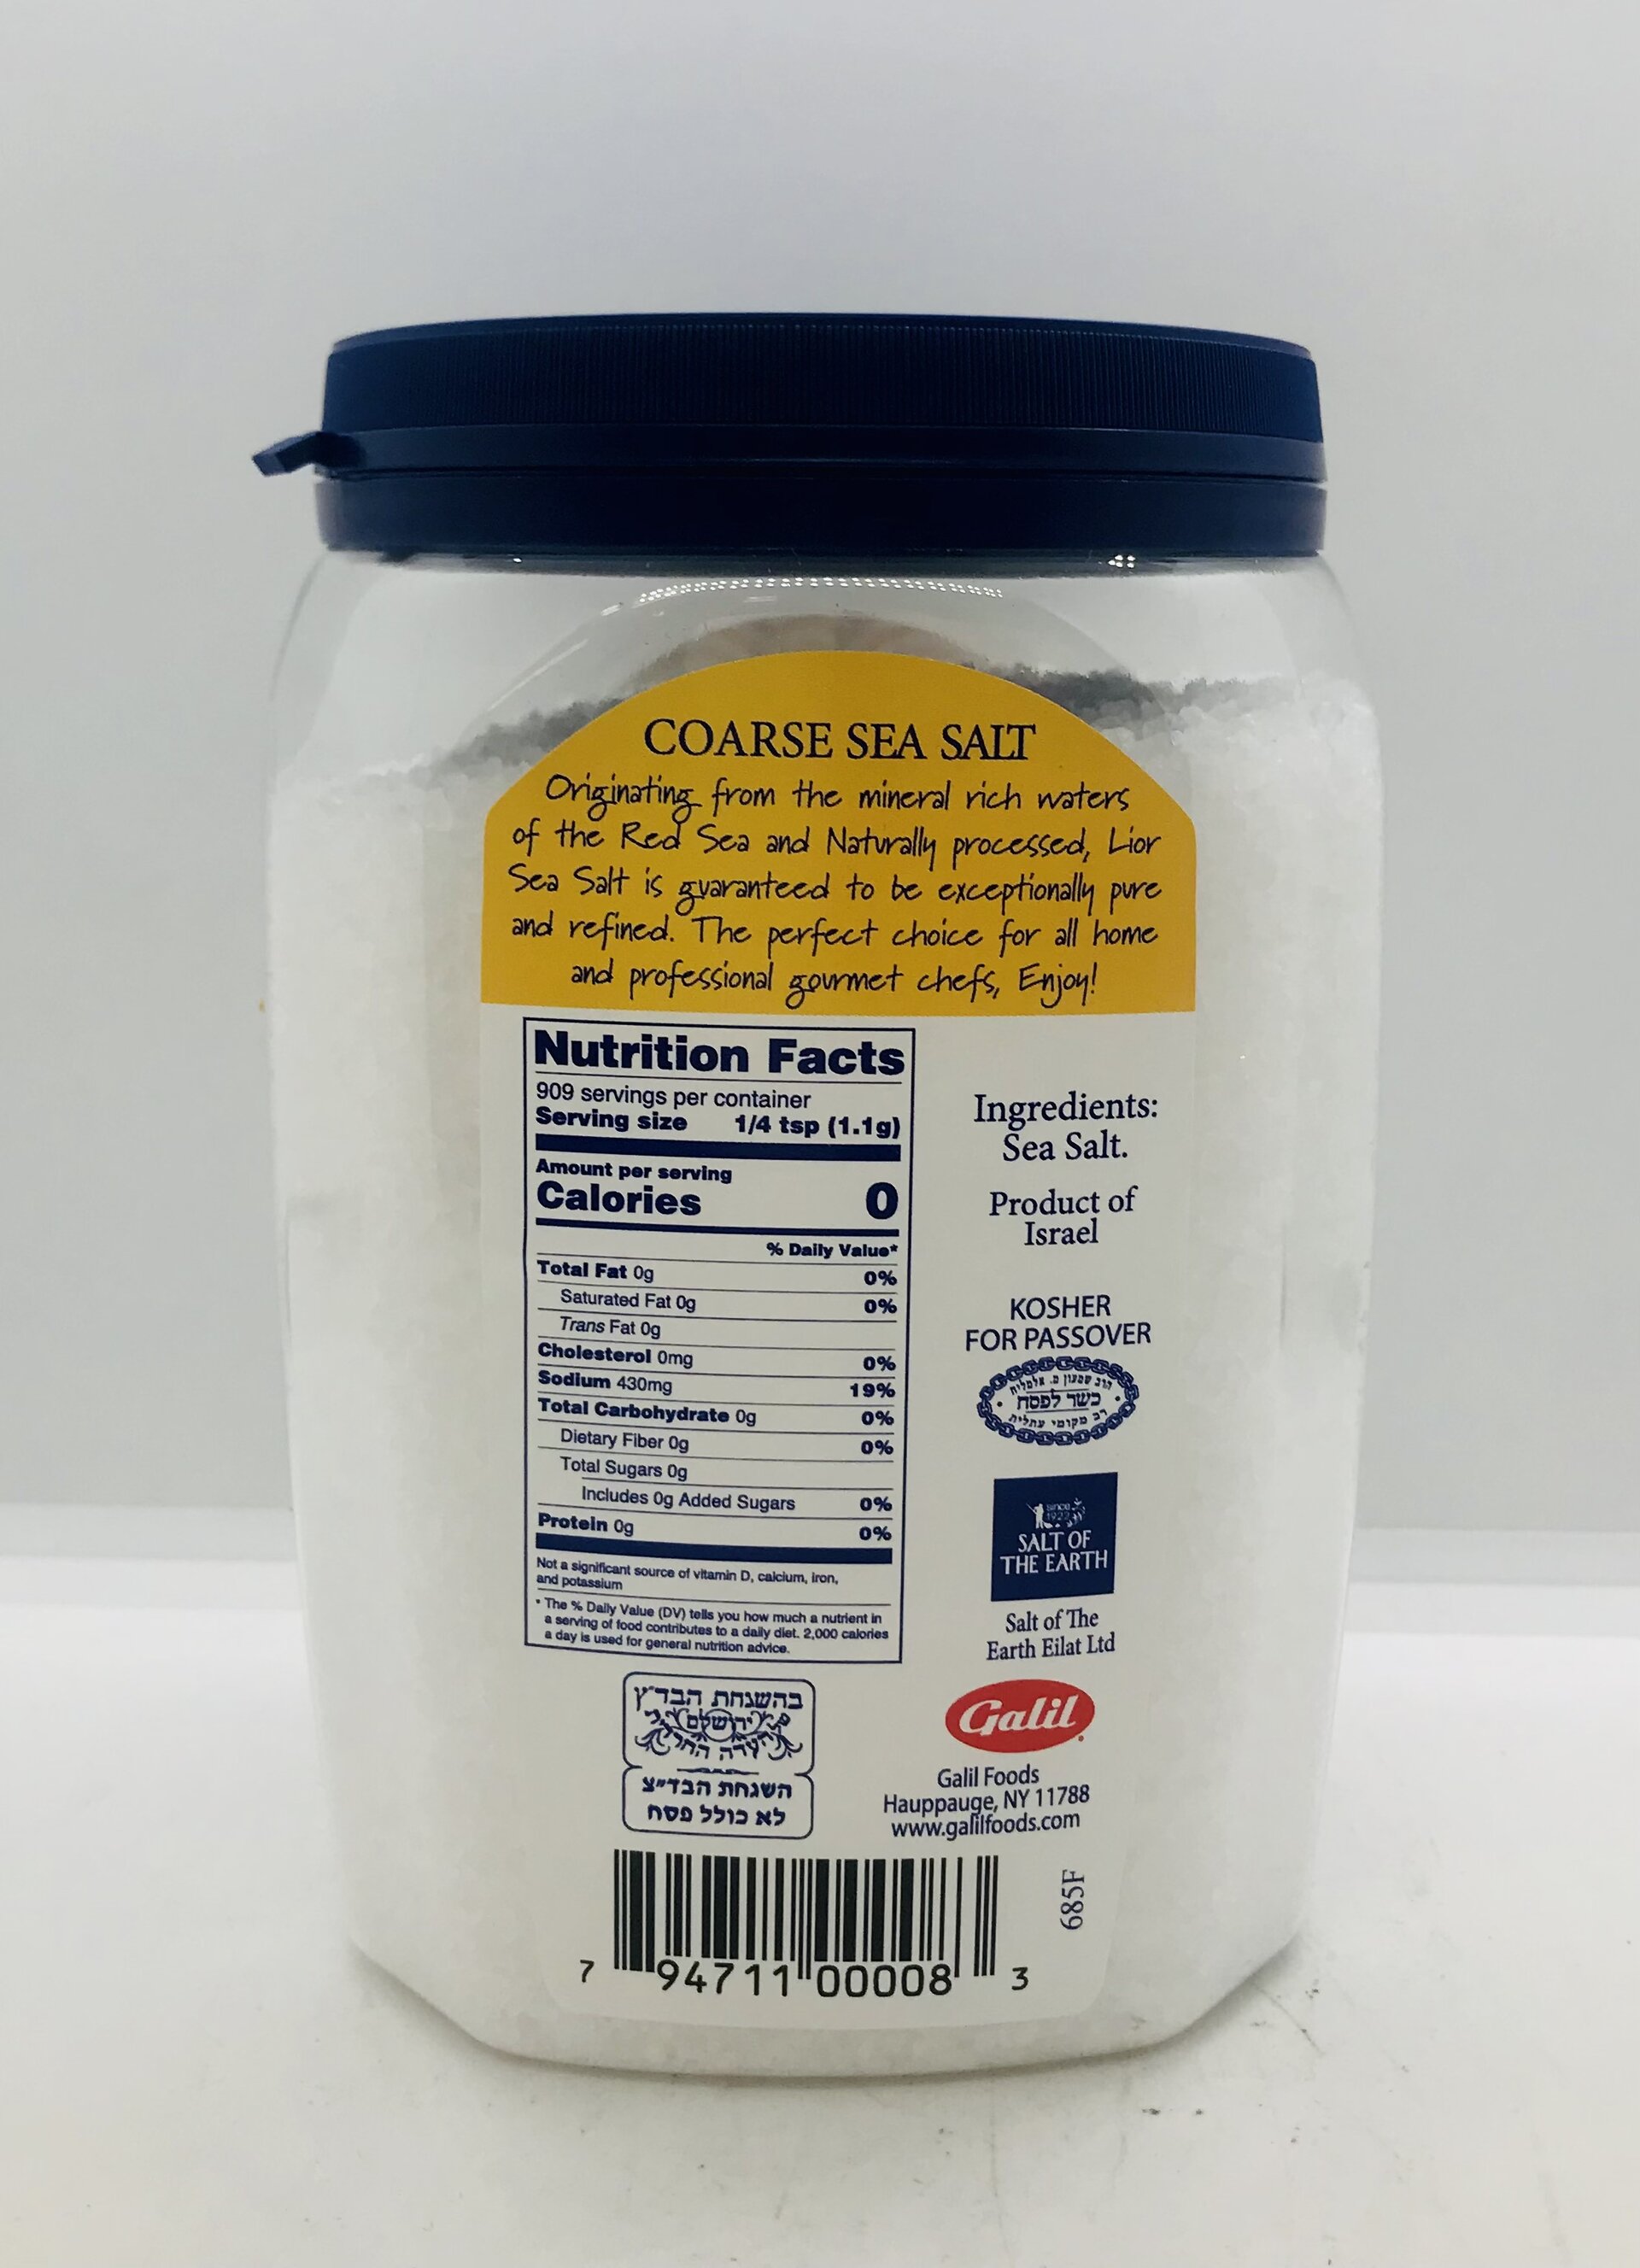 COARSE SEA SALT
Originating from the mineral rich waters
of the Red Sea and Naturally processed, Lior
Sea Salt is guaranteed to be exceptionally pure
and refined. The perfect choice for all home
and professional gourmet chefs, Enjoy!
Nutrition Facts
909 servings per container
Serving size 1/4 tsp (1.1g)
Amount per serving
Calories 0
% Daily Value*
Total Fat 0g 0%
Saturated Fat 0g 0%
Trans Fat 0g
Cholesterol 0mg 0%
Sodium 430mg 19%
Total Carbohydrate 0g 0%
Dietary Fiber 0g 0%
Total Sugars 0g
Includes 0g Added Sugars 0%
Protein 0g 0%
Not a significant source of vitamin D, calcium, iron,
and potassium
* The % Daily Value (DV) tells you how much a nutrient in
a serving of food contributes to a daily diet. 2,000 calories
a day is used for general nutrition advice.
Ingredients:
Sea Salt.
Product of
Israel
KOSHER
FOR PASSOVER
הרב שמעון מ. אלמליח
כשר לפסח
רב מקומי עתלית
since
1922
SALT OF
THE EARTH
Salt of The
Earth Eilat Ltd
בהשגחת הבד"ץ
ירושלים
השגחת הבד״צ
לא כולל פסח
Galil
Galil Foods
Hauppauge, NY 11788
www.galilfoods.com
685F
7 94711 00008 3